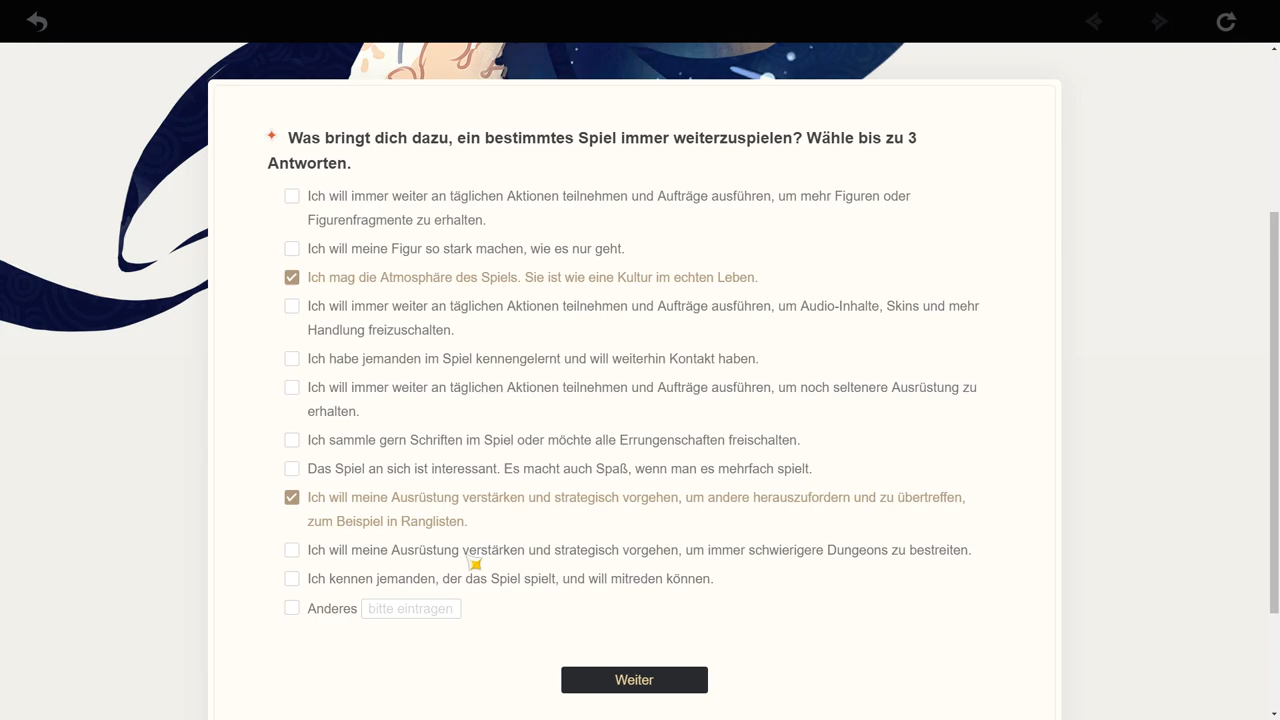 Was bringt dich dazu, ein bestimmtes Spiel immer weiterzuspielen? Wähle bis zu 3
Antworten.
Ich will immer weiter an täglichen Aktionen teilnehmen und Aufträge ausführen, um mehr Figuren oder
Figurenfragmente zu erhalten.
Ich will meine Figur so stark machen, wie es nur geht.
Ich mag die Atmosphäre des Spiels. Sie ist wie eine Kultur im echten Leben.
Ich will immer weiter an täglichen Aktionen teilnehmen und Aufträge ausführen, um Audio-Inhalte, Skins und mehr
Handlung freizuschalten.
Ich habe jemanden im Spiel kennengelernt und will weiterhin Kontakt haben.
Ich will immer weiter an täglichen Aktionen teilnehmen und Aufträge ausführen, um noch seltenere Ausrüstung zu
erhalten.
Ich sammle gern Schriften im Spiel oder möchte alle Errungenschaften freischalten.
Das Spiel an sich ist interessant. Es macht auch Spaß, wenn man es mehrfach spielt.
Ich will meine Ausrüstung verstärken und strategisch vorgehen, um andere herauszufordern und zu übertreffen,
zum Beispiel in Ranglisten.
Ich will meine Ausrüstung verstärken und strategisch vorgehen, um immer schwierigere Dungeons zu bestreiten.
Ich kennen jemanden, der das Spiel spielt, und will mitreden können.
Anderes bitte eintragen
Weiter